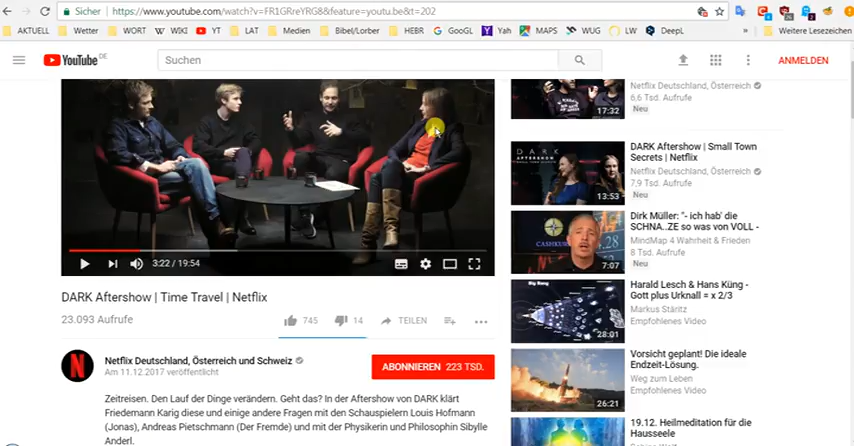 Sicher https://www.youtube.com/watch?v=FR1GRreYRG8&feature=youtu.be&t=202
AKTUELL Wetter WORT WIKI YT LAT Medien Bibel/Lorber HEBR GoogLL Yah MAPS WUG LW DeepL » Weitere Lesezeichen
YouTube DE Suchen ANMELDEN
3:22 / 19:54
DARK Aftershow | Time Travel | Netflix
23.093 Aufrufe
745 14 TEILEN
Netflix Deutschland, Österreich und Schweiz
Am 11.12.2017 veröffentlicht
ABONNIEREN 223 TSD.
Zeitreisen. Den Lauf der Dinge verändern. Geht das? In der Aftershow von DARK klärt
Friedemann Karig diese und einige andere Fragen mit den Schauspielern Louis Hofmann
(Jonas), Andreas Pietschmann (Der Fremde) und mit der Physikerin und Philosophin Sibylle
Anderl.
17:32
Netflix Deutschland, Österreich
6,6 Tsd. Aufrufe
Neu
DARK
AFTERSHOW
13:53
DARK Aftershow | Small Town
Secrets | Netflix
Netflix Deutschland, Österreich
7,9 Tsd. Aufrufe
Neu
CASHKUR
.28
7:07
Dirk Müller: "- ich hab' die
SCHNA..ZE so was von VOLL -
MindMap 4 Wahrheit & Frieden
8 Tsd. Aufrufe
Neu
Big Bang
28:01
Harald Lesch & Hans Küng -
Gott plus Urknall = x 2/3
Markus Stäritz
Empfohlenes Video
26:21
Vorsicht geplant! Die ideale
Endzeit-Lösung.
Weg zum Leben
Empfohlenes Video
19.12. Heilmeditation für die
Hausseele